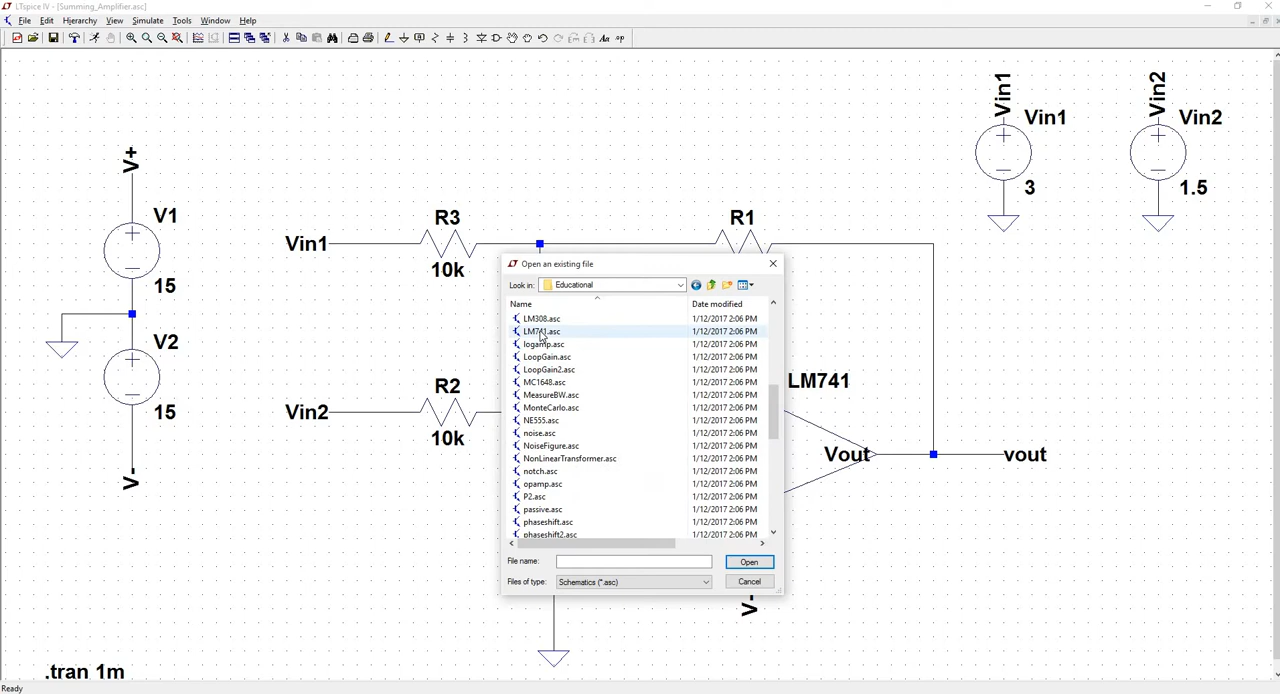 LTspice IV - [Summing_Amplifier.asc]
File Edit Hierarchy View Simulate Tools Window Help
Vin1
Vin1
3
Vin2
Vin2
1.5
V+
V1
15
V2
15
V-
Vin1
R3
10k
R1
Vin2
R2
10k
LM741
Vout
vout
V-
.tran 1m
Open an existing file
Look in: Educational
Name Date modified
LM308.asc 1/12/2017 2:06 PM
LM741.asc 1/12/2017 2:06 PM
logamp.asc 1/12/2017 2:06 PM
LoopGain.asc 1/12/2017 2:06 PM
LoopGain2.asc 1/12/2017 2:06 PM
MC1648.asc 1/12/2017 2:06 PM
MeasureBW.asc 1/12/2017 2:06 PM
MonteCarlo.asc 1/12/2017 2:06 PM
NE555.asc 1/12/2017 2:06 PM
noise.asc 1/12/2017 2:06 PM
NoiseFigure.asc 1/12/2017 2:06 PM
NonLinearTransformer.asc 1/12/2017 2:06 PM
notch.asc 1/12/2017 2:06 PM
opamp.asc 1/12/2017 2:06 PM
P2.asc 1/12/2017 2:06 PM
passive.asc 1/12/2017 2:06 PM
phaseshift.asc 1/12/2017 2:06 PM
phaseshift2.asc 1/12/2017 2:06 PM
File name: Open
Files of type: Schematics (*.asc) Cancel
Ready